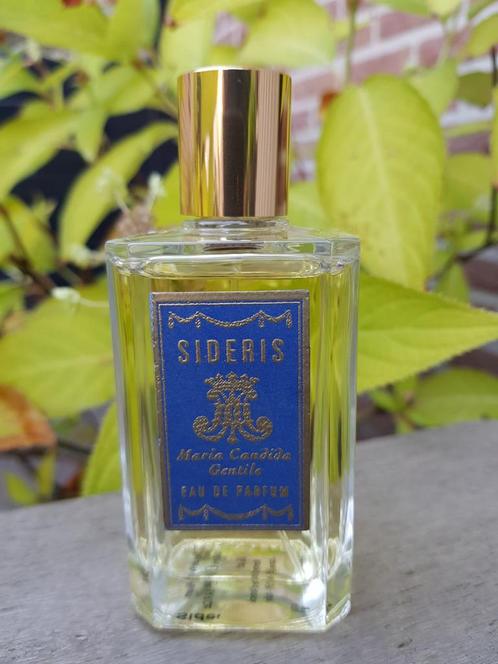 SIDERIS
Maria Candida
Gentile
EAU DE PARFUM